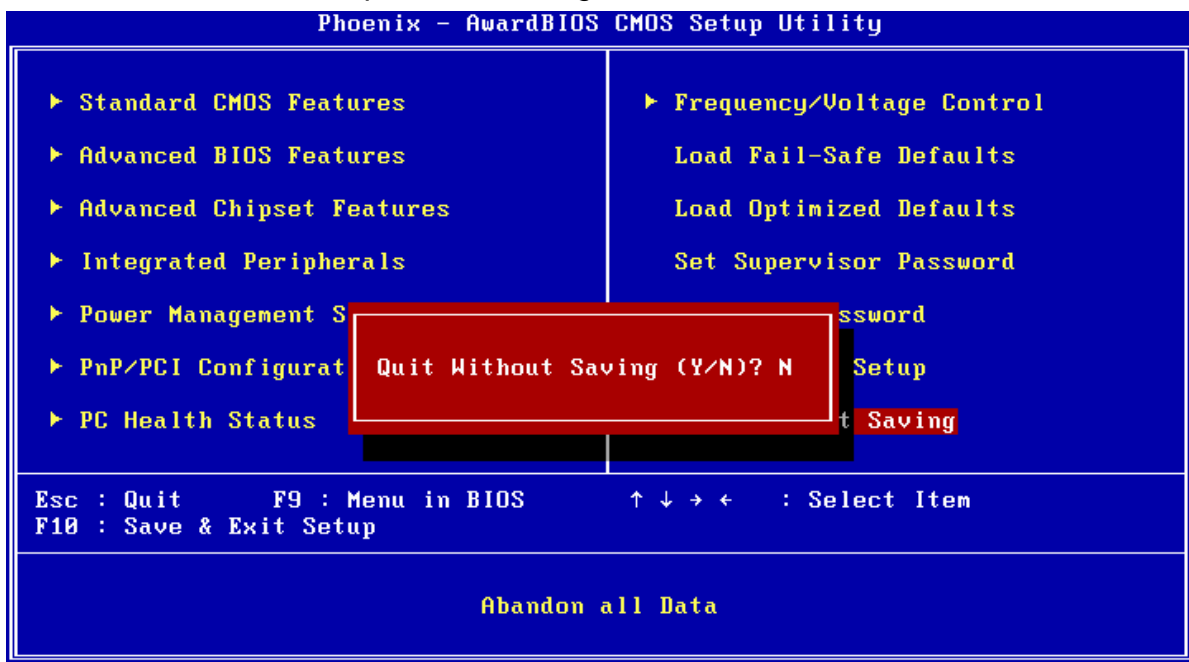 Phoenix - AwardBIOS CMOS Setup Utility
► Standard CMOS Features
► Advanced BIOS Features
► Advanced Chipset Features
► Integrated Peripherals
► Power Management S
► PnP/PCI Configurat
► PC Health Status
► Frequency/Voltage Control
Load Fail-Safe Defaults
Load Optimized Defaults
Set Supervisor Password
ssword
Setup
t Saving
Quit Without Saving (Y/N)? N
Esc : Quit F9 : Menu in BIOS ↑ ↓ → ← : Select Item
F10 : Save & Exit Setup
Abandon all Data